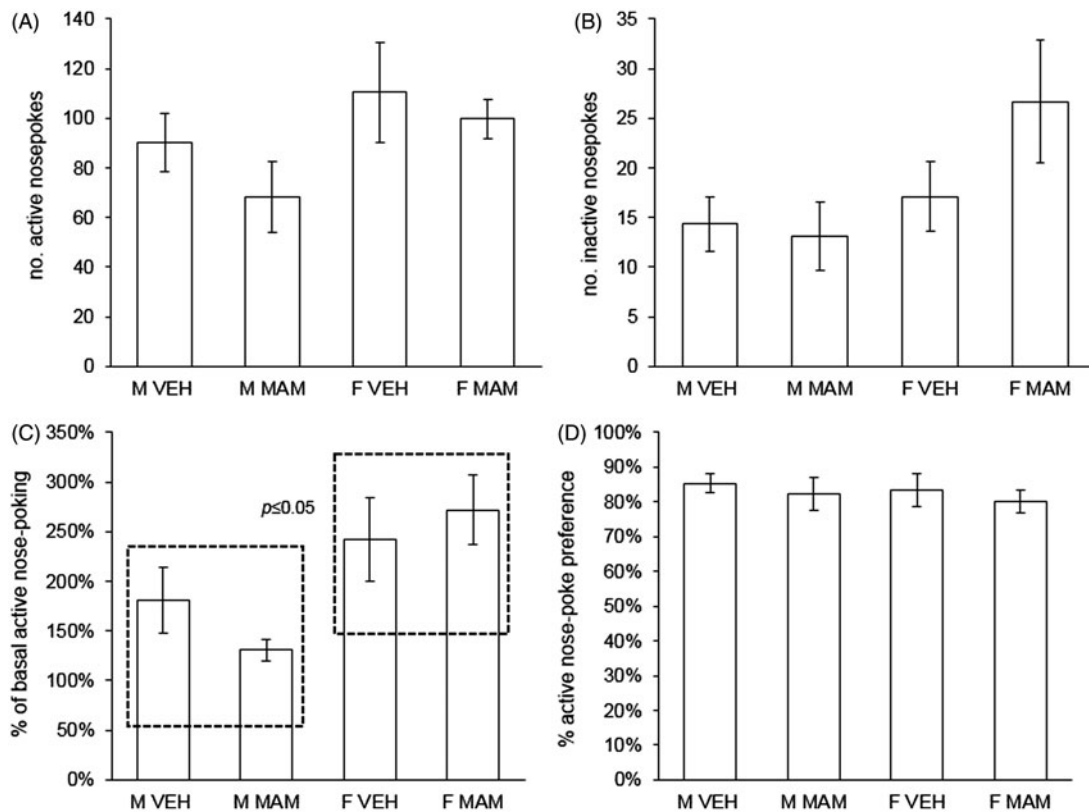 (A)
no. active nosepokes
140
120
100
80
60
40
20
0
M VEH M MAM F VEH F MAM
(B)
no. inactive nosepokes
35
30
25
20
15
10
5
0
M VEH M MAM F VEH F MAM
(C)
% of basal active nose-poking
350%
300%
250%
200%
150%
100%
50%
0%
p≤0.05
M VEH M MAM F VEH F MAM
(D)
% active nose-poke preference
100%
90%
80%
70%
60%
50%
40%
30%
20%
10%
0%
M VEH M MAM F VEH F MAM